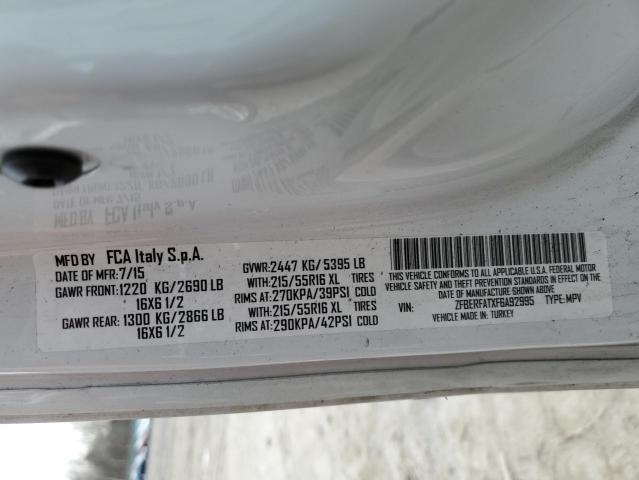 MFD BY FCA Italy S.p.A.
DATE OF MFR: 7/15
GAWR FRONT: 1220 KG/2690 LB
16X6 1/2
GAWR REAR: 1300 KG/2866 LB
16X6 1/2
GVWR: 2447 KG/ 5395 LB
WITH: 215/55R16 XL TIRES
RIMS AT: 270KPA/39PSI COLD
WITH: 215/55R16 XL TIRES
RIMS AT: 290KPA/42PSI COLD
THIS VEHICLE CONFORMS TO ALL APPLICABLE U.S.A. FEDERAL MOTOR
VEHICLE SAFETY, BUMPER, AND THEFT PREVENTION STANDARDS IN EFFECT ON THE
DATE OF MANUFACTURE SHOWN ABOVE
VIN: ZFBERFATXF6A92995 TYPE: MPV
VEHICLE MADE IN: TURKEY